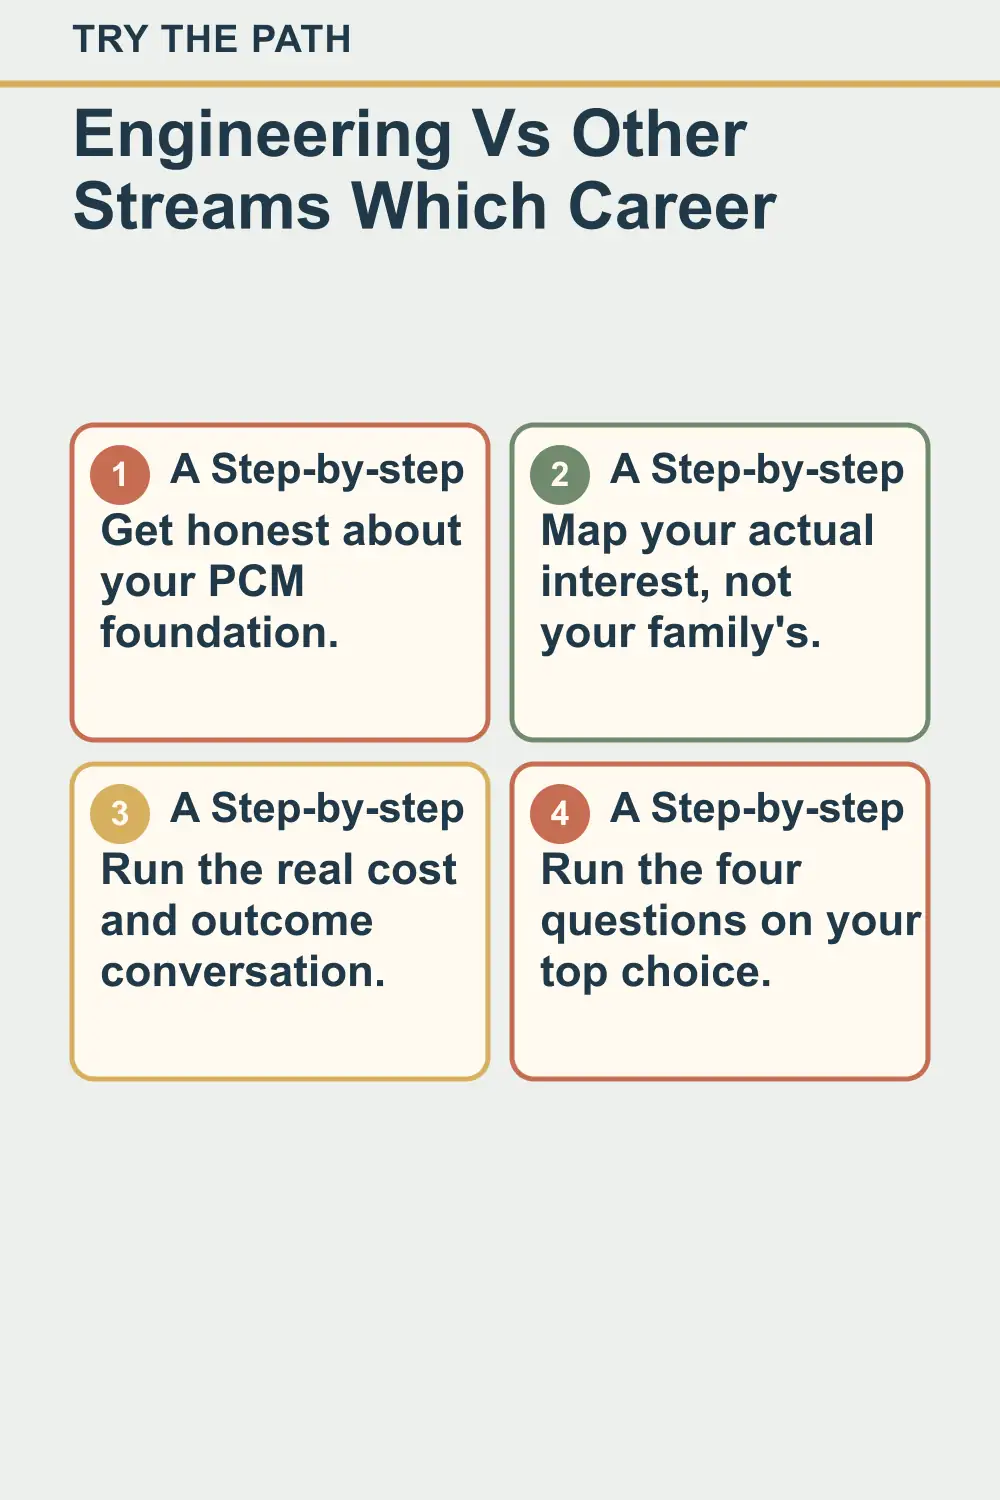 TRY THE PATH
Engineering Vs Other
Streams Which Career
1 A Step-by-step
Get honest about
your PCM
foundation.
2 A Step-by-step
Map your actual
interest, not
your family's.
3 A Step-by-step
Run the real cost
and outcome
conversation.
4 A Step-by-step
Run the four
questions on your
top choice.